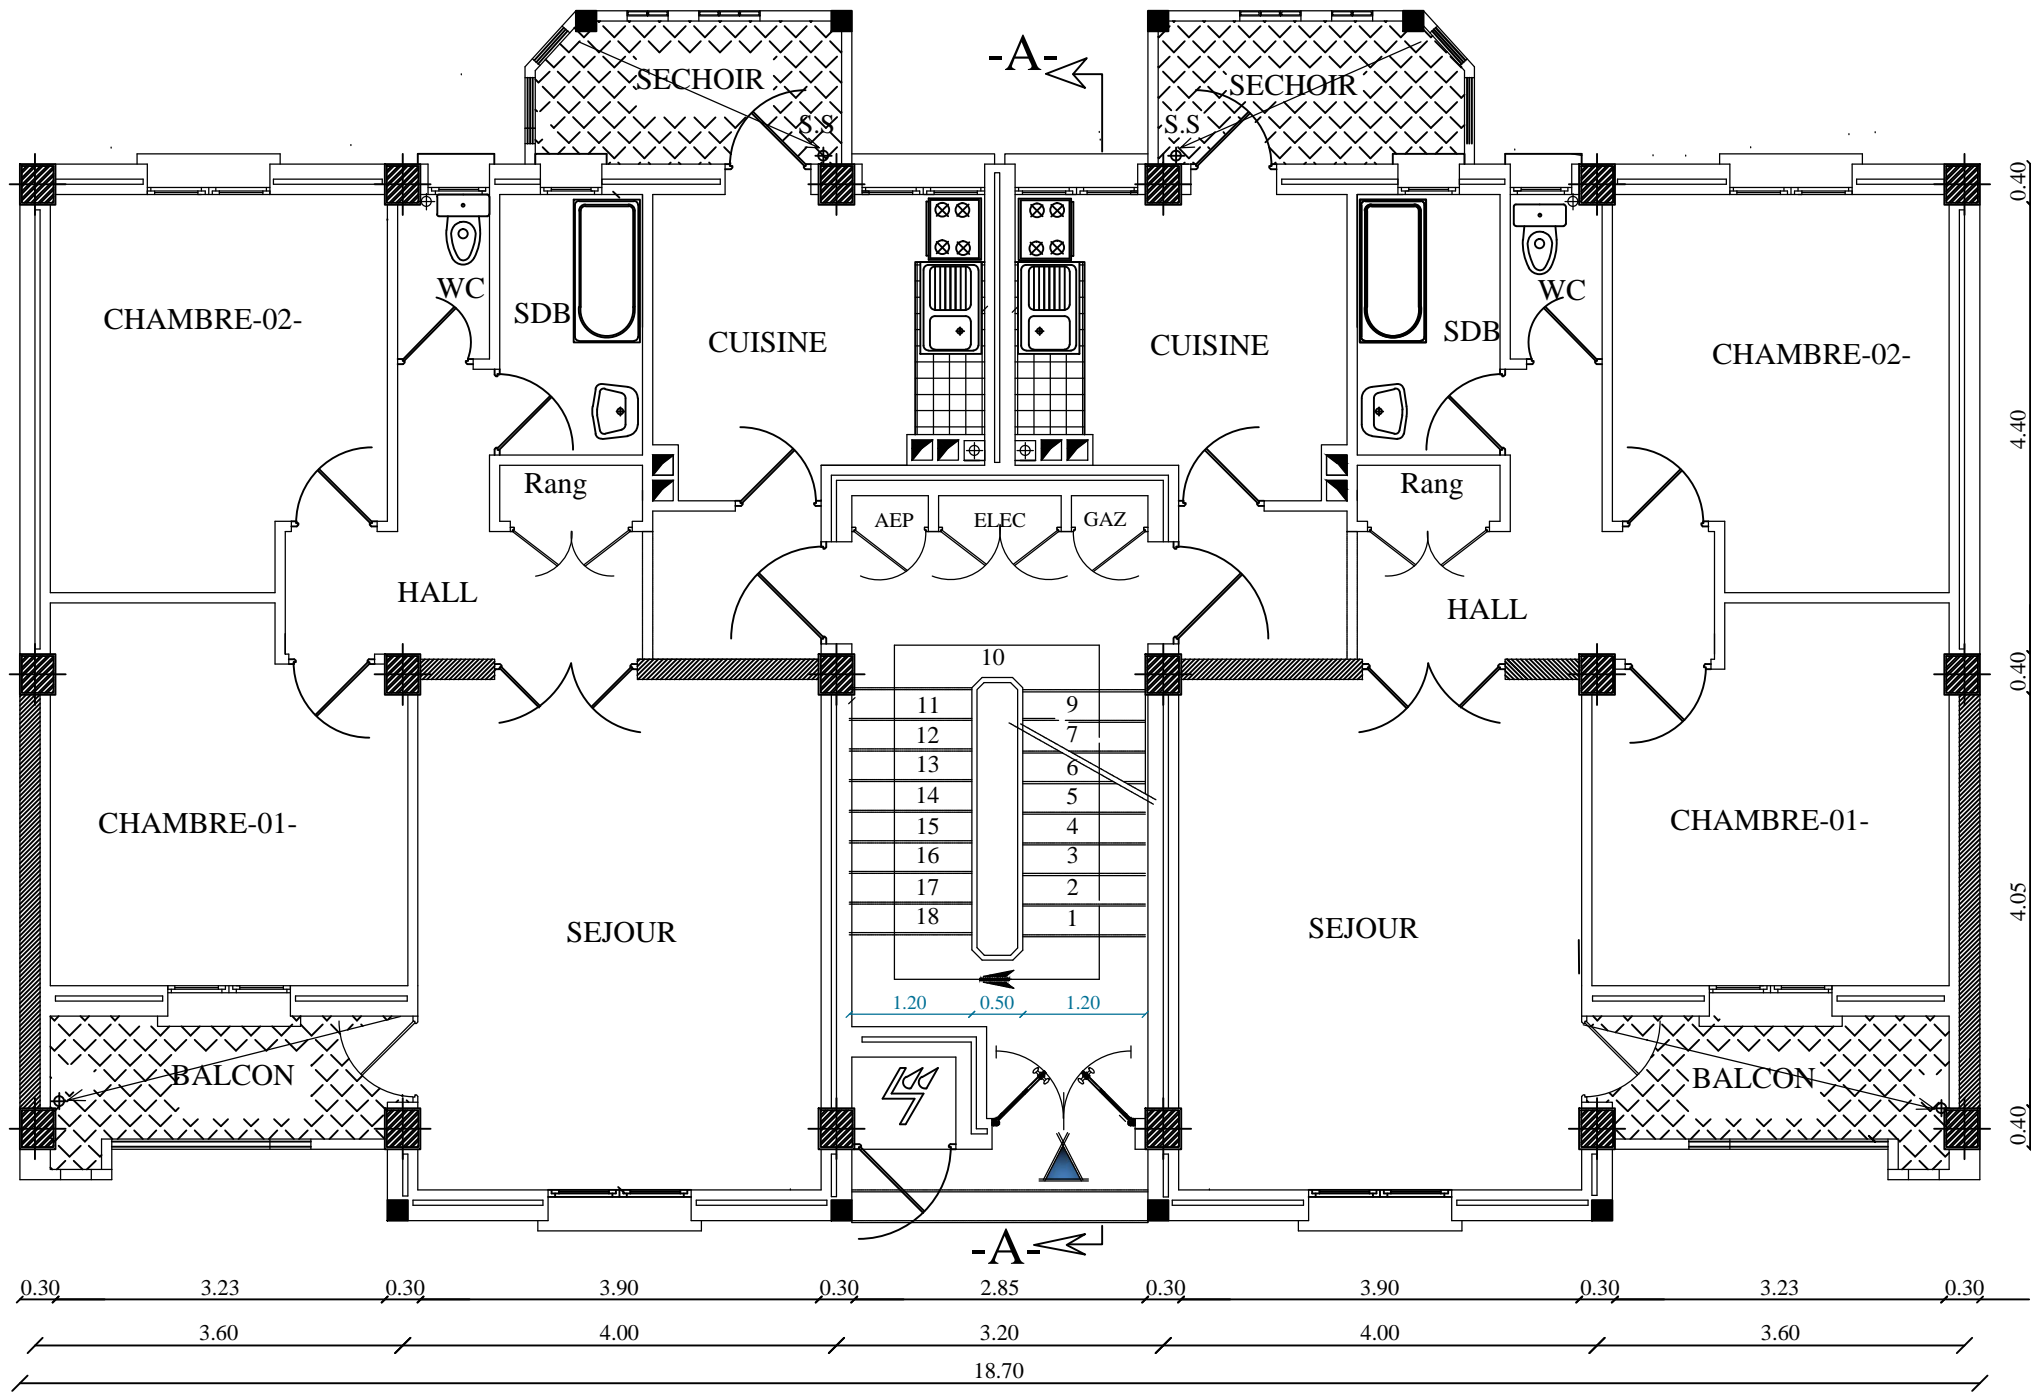 -A-
SECHOIR
SECHOIR
S.S
S.S
0.40
WC
WC
CHAMBRE-02-
SDB
CUISINE
CUISINE
SDB
CHAMBRE-02-
4.40
Rang
Rang
AEP
ELEC
GAZ
HALL
HALL
10
0.40
11
9
12
7
13
6
14
5
15
4
16
3
17
2
18
1
CHAMBRE-01-
CHAMBRE-01-
4.05
SEJOUR
SEJOUR
1.20
0.50
1.20
BALCON
BALCON
0.40
-A-
0.30 3.23 0.30 3.90 0.30 2.85 0.30 3.90 0.30 3.23 0.30
3.60 4.00 3.20 4.00 3.60
18.70